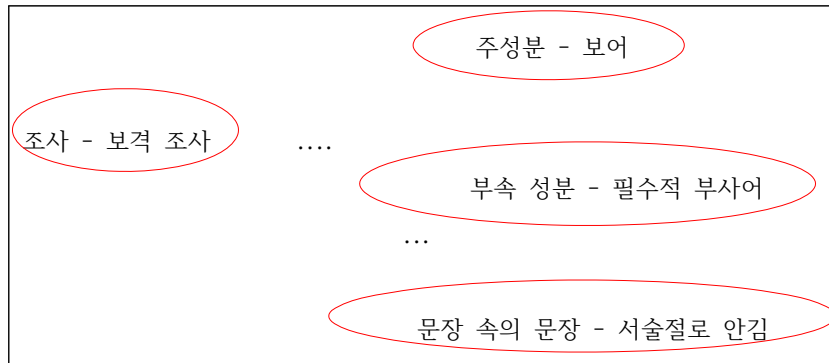 주성분 - 보어
조사 - 보격 조사 ....
부속 성분 - 필수적 부사어
...
문장 속의 문장 - 서술절로 안김